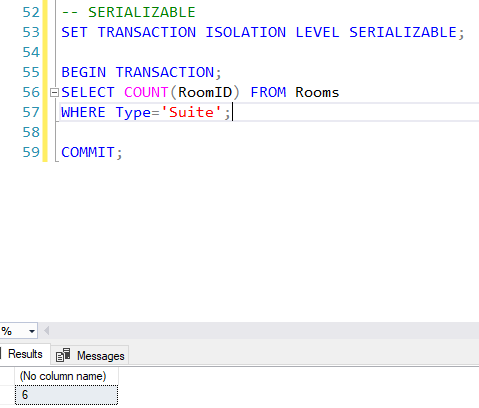 52 -- SERIALIZABLE
53 SET TRANSACTION ISOLATION LEVEL SERIALIZABLE;
54
55 BEGIN TRANSACTION;
56 SELECT COUNT(RoomID) FROM Rooms
57 WHERE Type='Suite';
58
59 COMMIT;
%
Results Messages
(No column name)
6